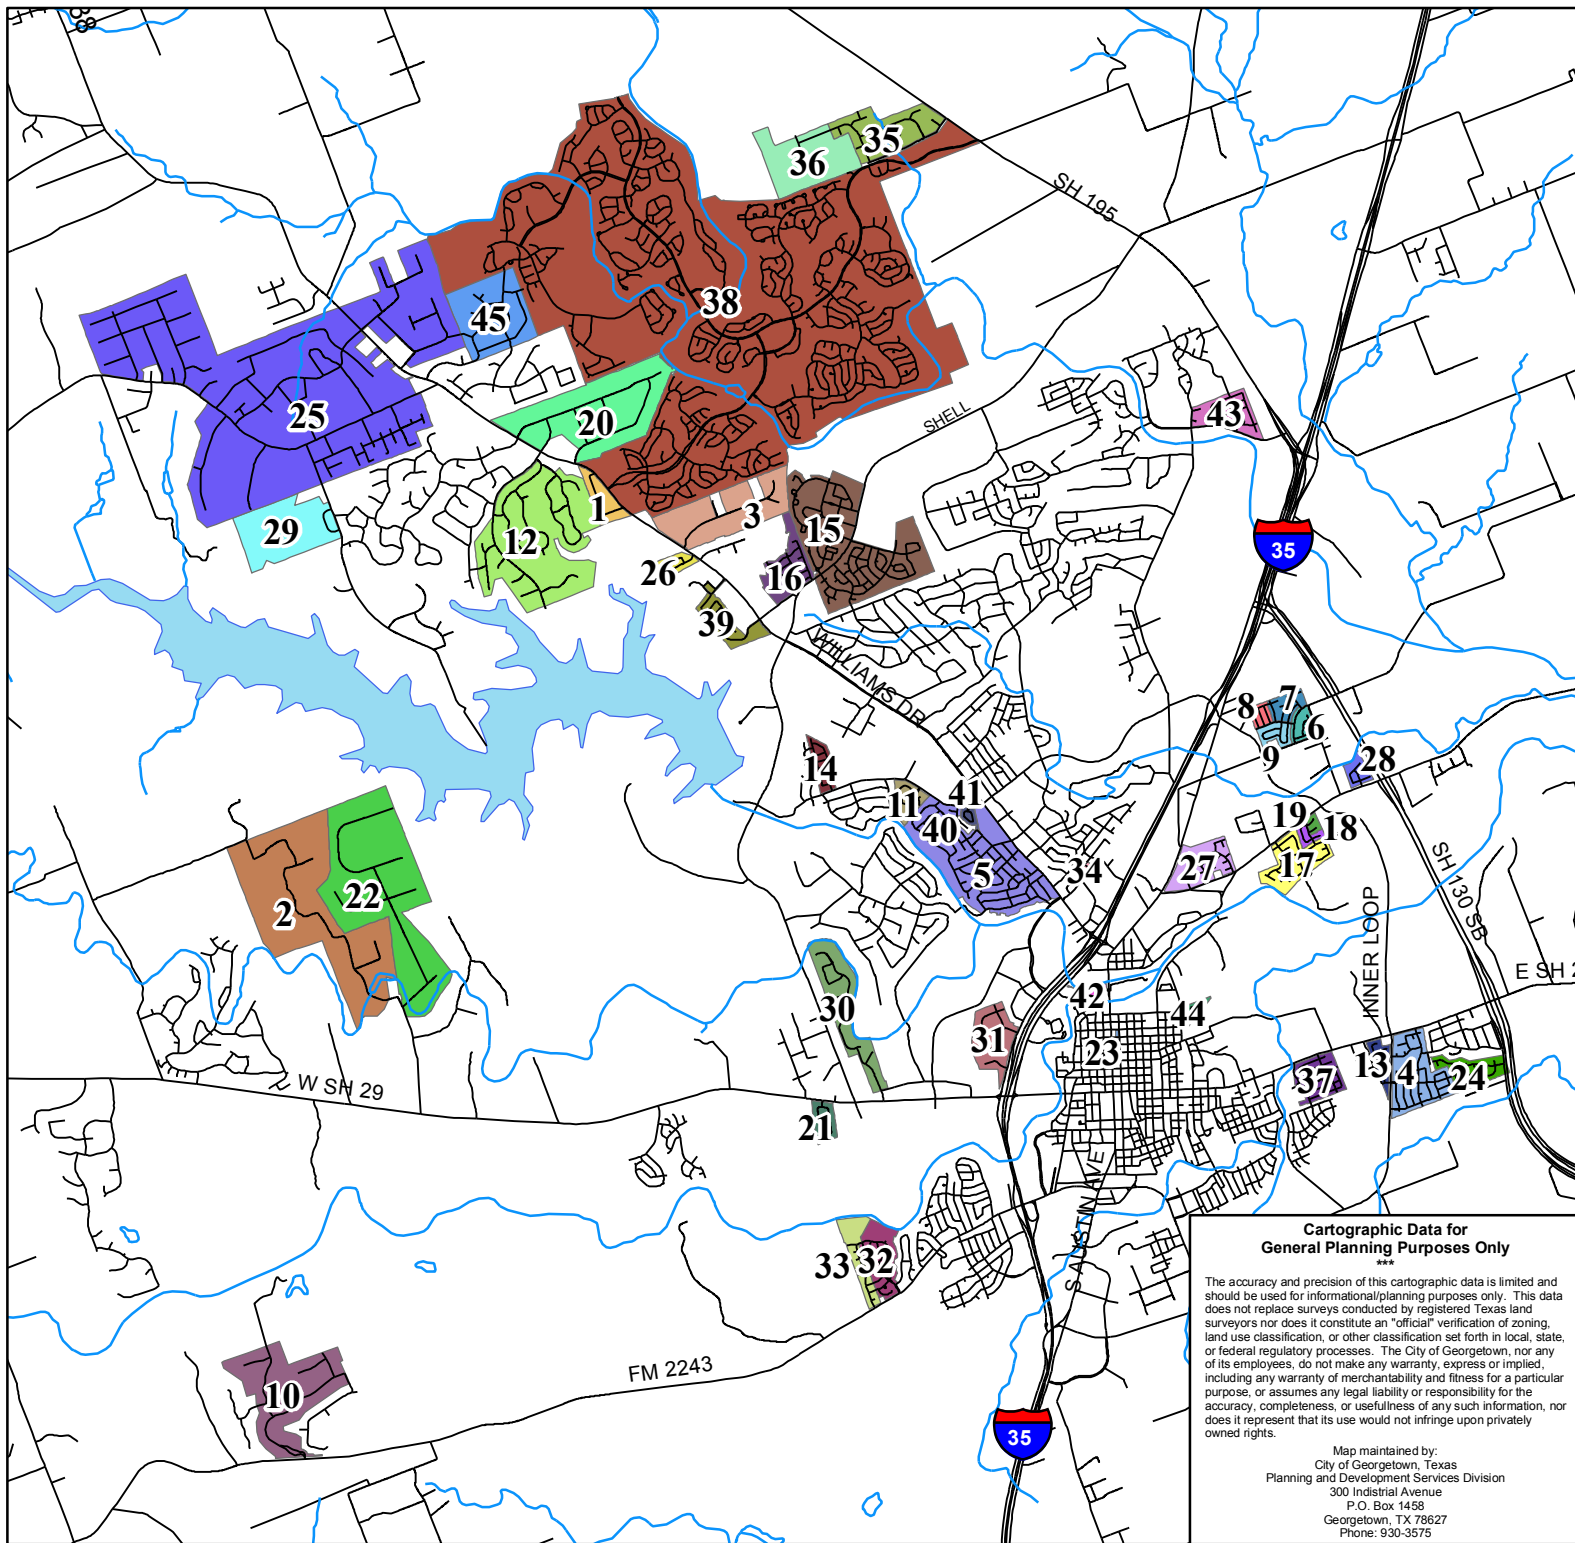 38
35
36
SH 195
38
45
25
20
SHELL
43
1
3
15
29
12
26
16
35
39
WILLIAMS DR
8
7
6
9
28
14
11
41
40
19
18
5
34
27
17
2
22
SH 130 SB
INNER LOOP
E SH 2
30
42
44
31
23
13
4
24
37
W SH 29
21
S AUSTIN AVE
33
32
FM 2243
10
35
Cartographic Data for
General Planning Purposes Only
***
The accuracy and precision of this cartographic data is limited and
should be used for informational/planning purposes only. This data
does not replace surveys conducted by registered Texas land
surveyors nor does it constitute an "official" verification of zoning,
land use classification, or other classification set forth in local, state,
or federal regulatory processes. The City of Georgetown, nor any
of its employees, do not make any warranty, express or implied,
including any warranty of merchantability and fitness for a particular
purpose, or assumes any legal liability or responsibility for the
accuracy, completeness, or usefullness of any such information, nor
does it represent that its use would not infringe upon privately
owned rights.
Map maintained by:
City of Georgetown, Texas
Planning and Development Services Division
300 Indistrial Avenue
P.O. Box 1458
Georgetown, TX 78627
Phone: 930-3575